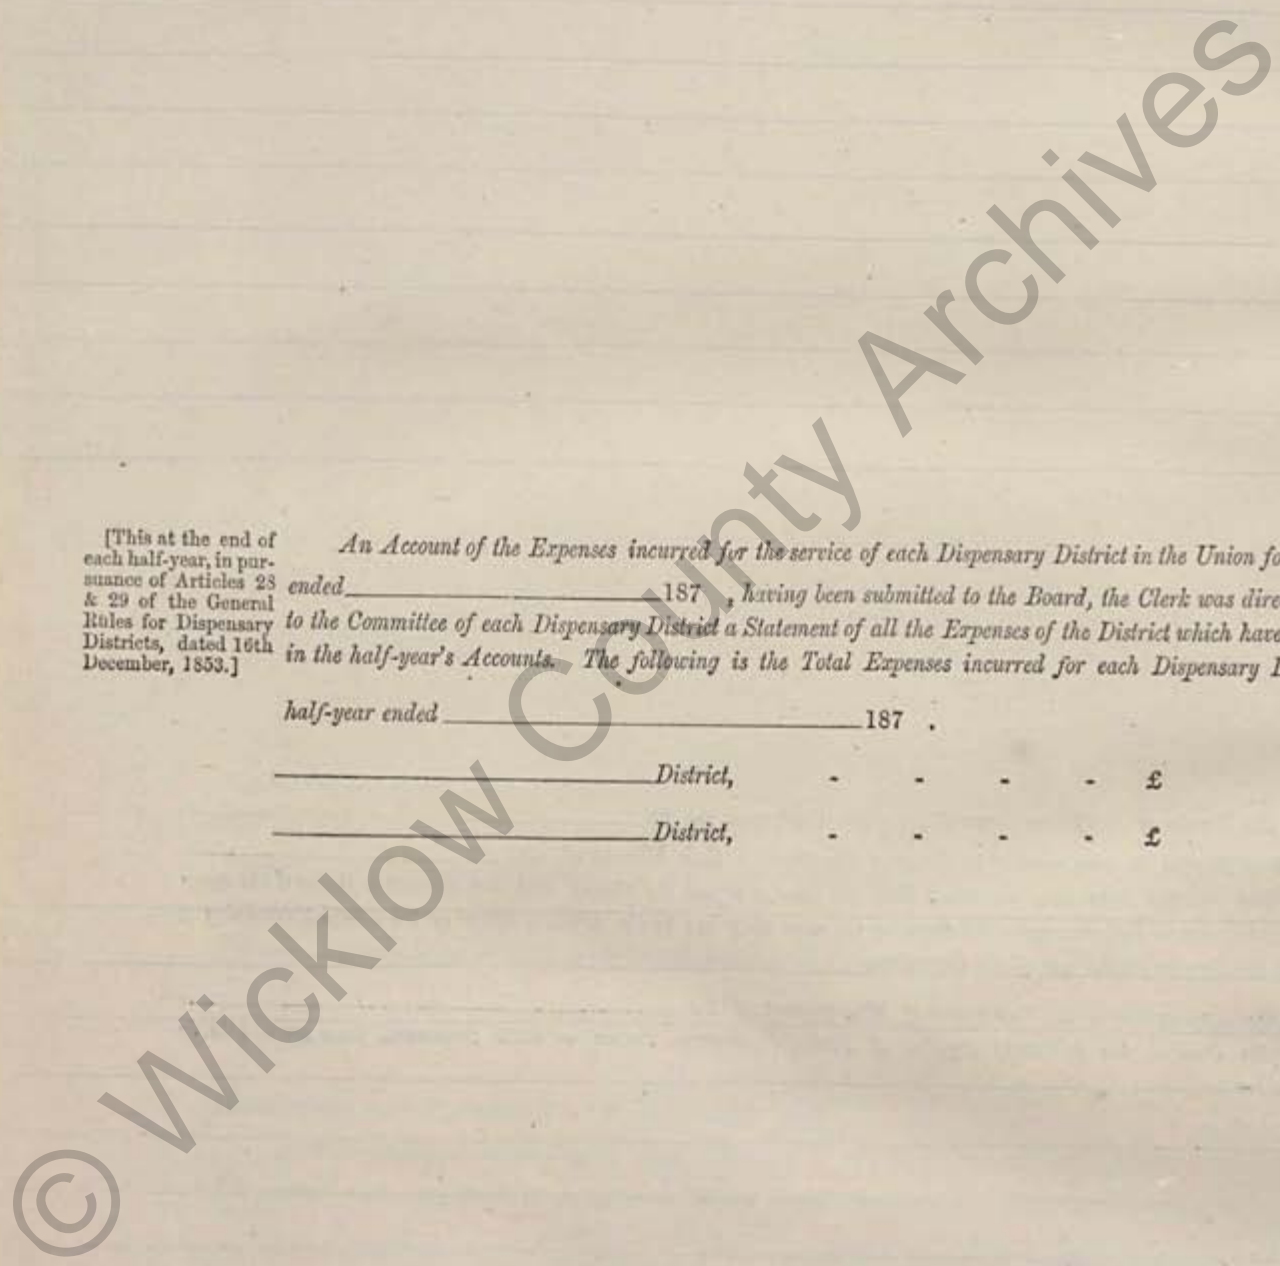 [This at the end of
each half-year, in pur-
suance of Articles 28
& 29 of the General
Rules for Dispensary
Districts, dated 16th
December, 1853.]
An Account of the Expenses incurred for the service of each Dispensary District in the Union fo
ended 187 , having been submitted to the Board, the Clerk was dire
to the Committee of each Dispensary District a Statement of all the Expenses of the District which have
in the half-year's Accounts. The following is the Total Expenses incurred for each Dispensary
half-year ended 187 .
District, - - - - £
District, - - - - £
© Wicklow County Archives